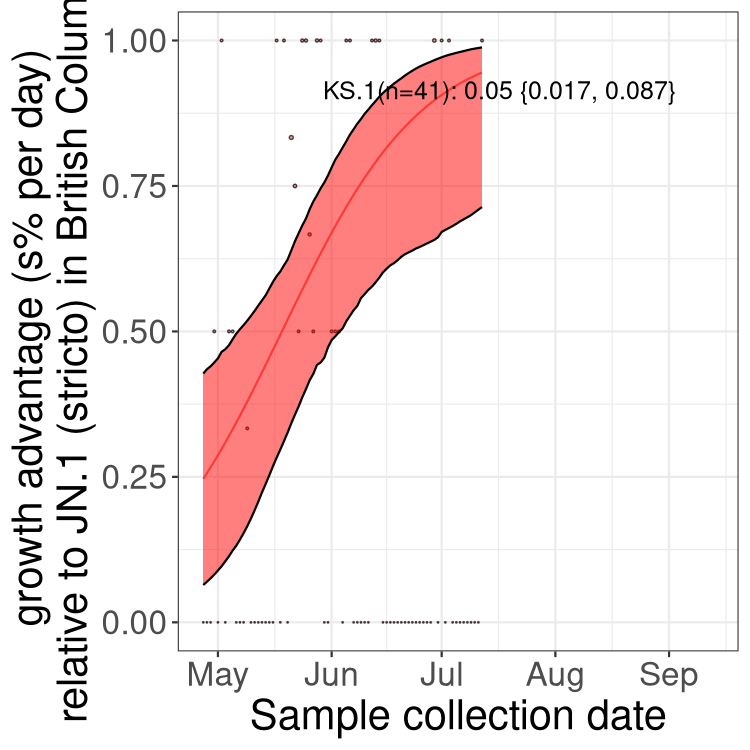 growth advantage (s% per day)
relative to JN.1 (stricto) in British Colum
1.00
0.75
0.50
0.25
0.00
KS.1(n=41): 0.05 {0.017, 0.087}
May Jun Jul Aug Sep
Sample collection date